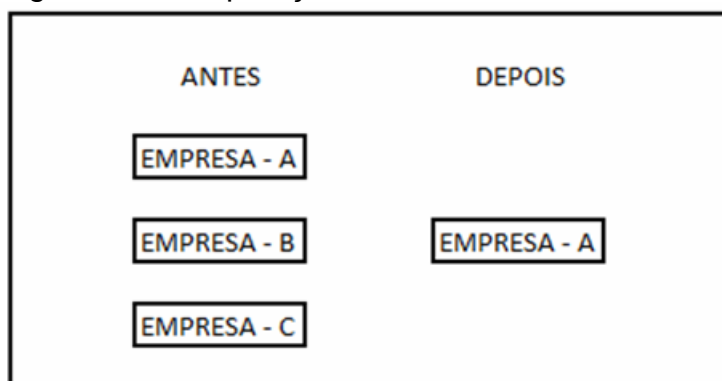 ANTES DEPOIS
EMPRESA - A
EMPRESA - B EMPRESA - A
EMPRESA - C